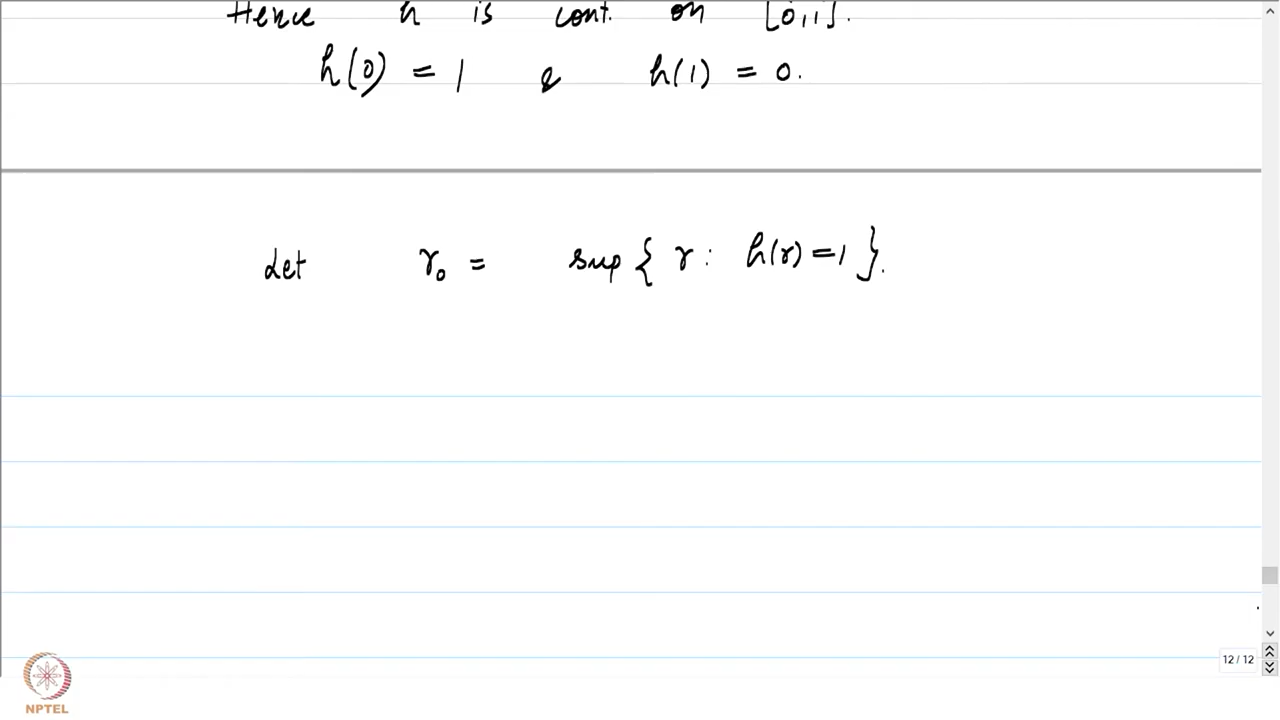 Hence h is cont. on [0,1].
h(0) = 1 & h(1) = 0.
Let r₀ = sup{ r : h(r) = 1 }.
12 / 12
NPTEL